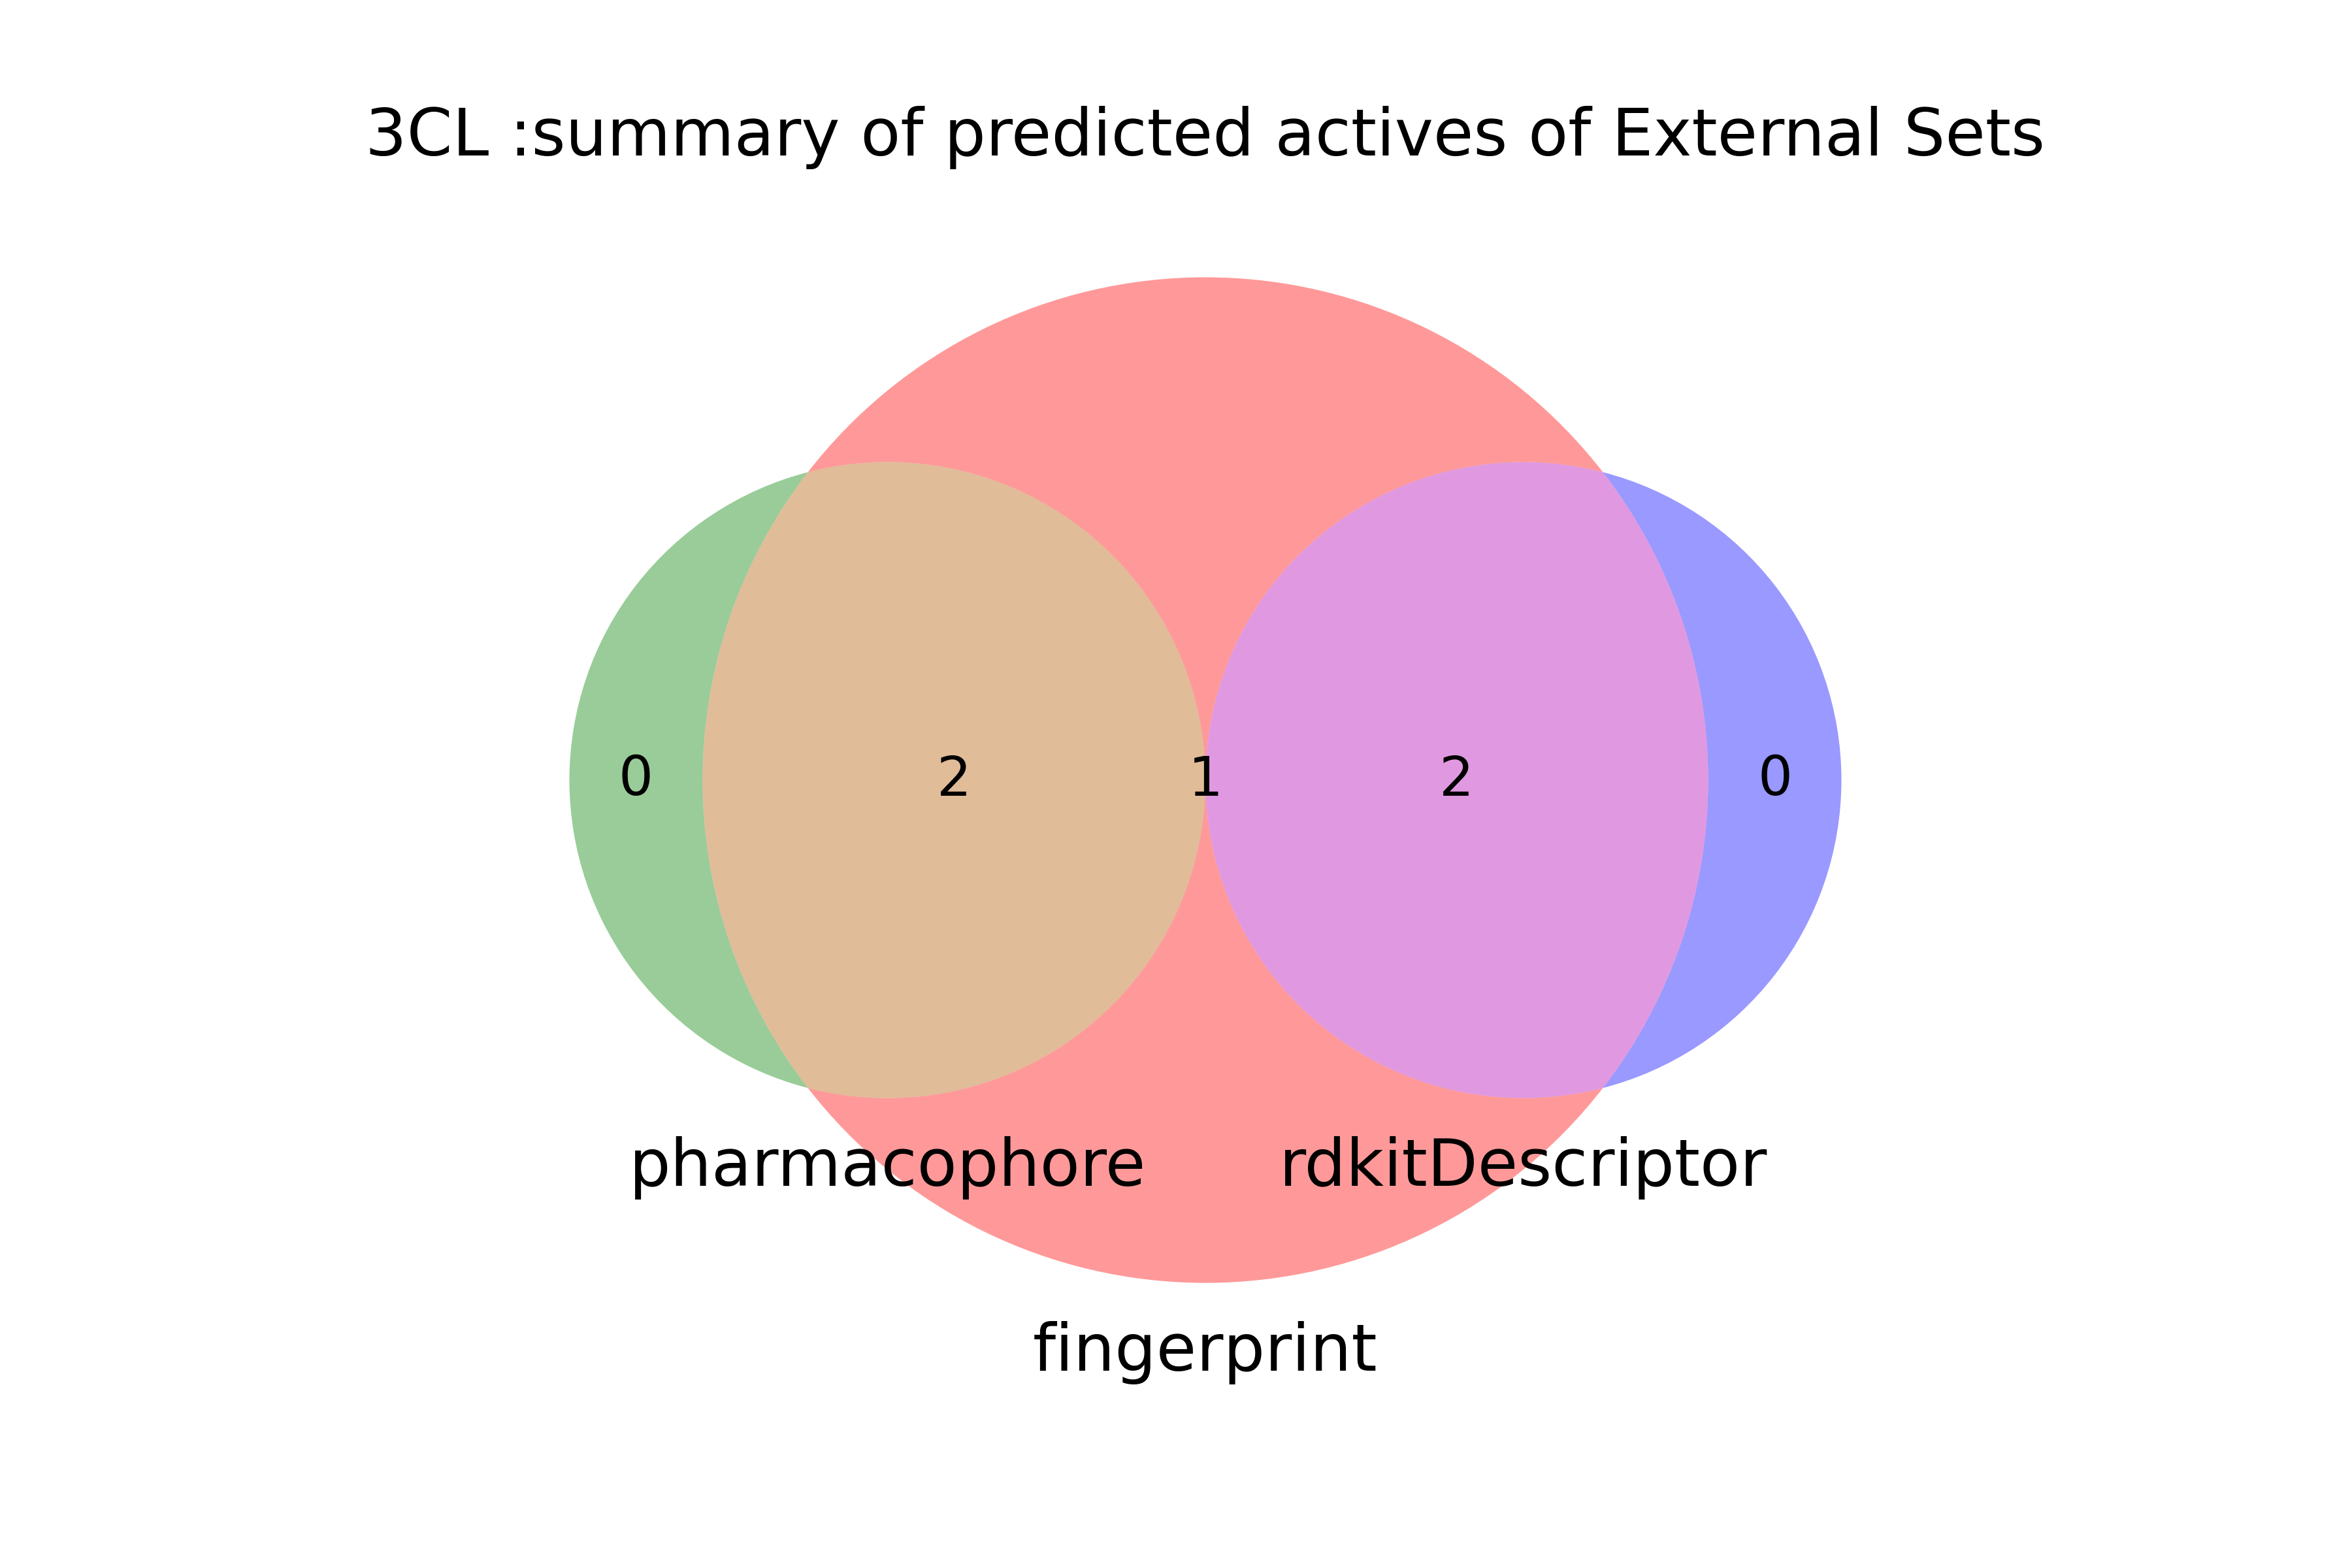 3CL :summary of predicted actives of External Sets
0 2 1 2 0
pharmacophore rdkitDescriptor
fingerprint